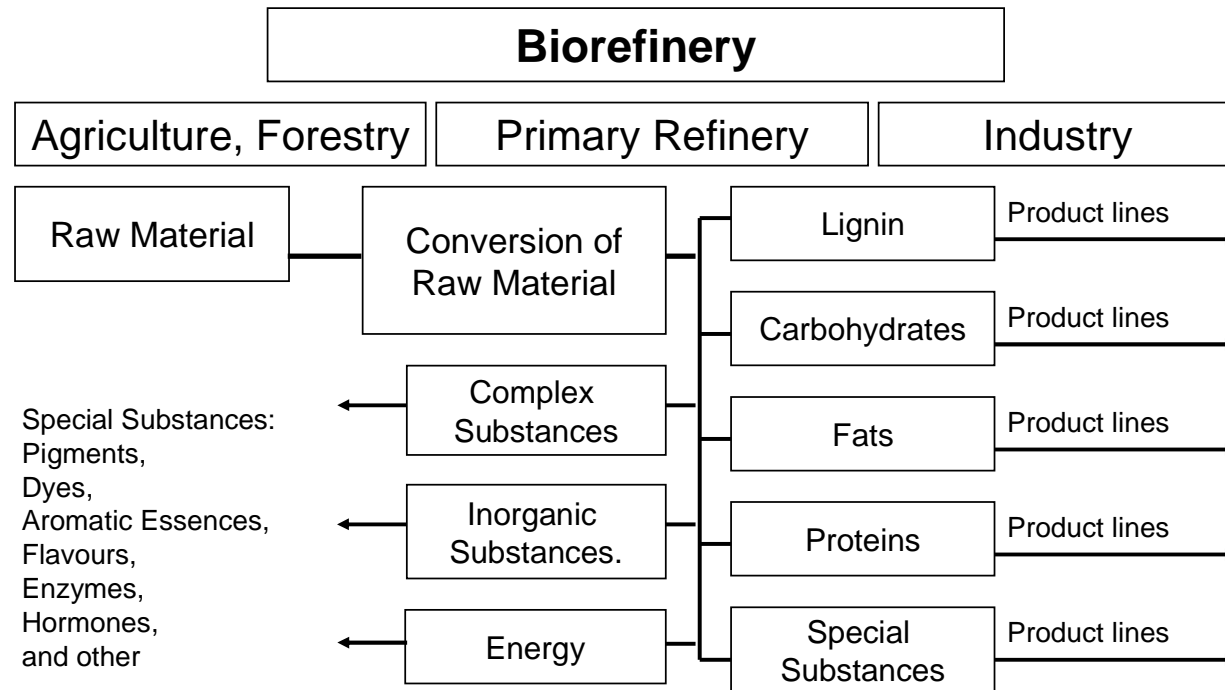 Biorefinery
Agriculture, Forestry
Primary Refinery
Industry
Raw Material
Conversion of
Raw Material
Lignin
Product lines
Carbohydrates
Product lines
Complex
Substances
Fats
Product lines
Special Substances:
Pigments,
Dyes,
Aromatic Essences,
Flavours,
Enzymes,
Hormones,
and other
Inorganic
Substances.
Proteins
Product lines
Energy
Special
Substances
Product lines